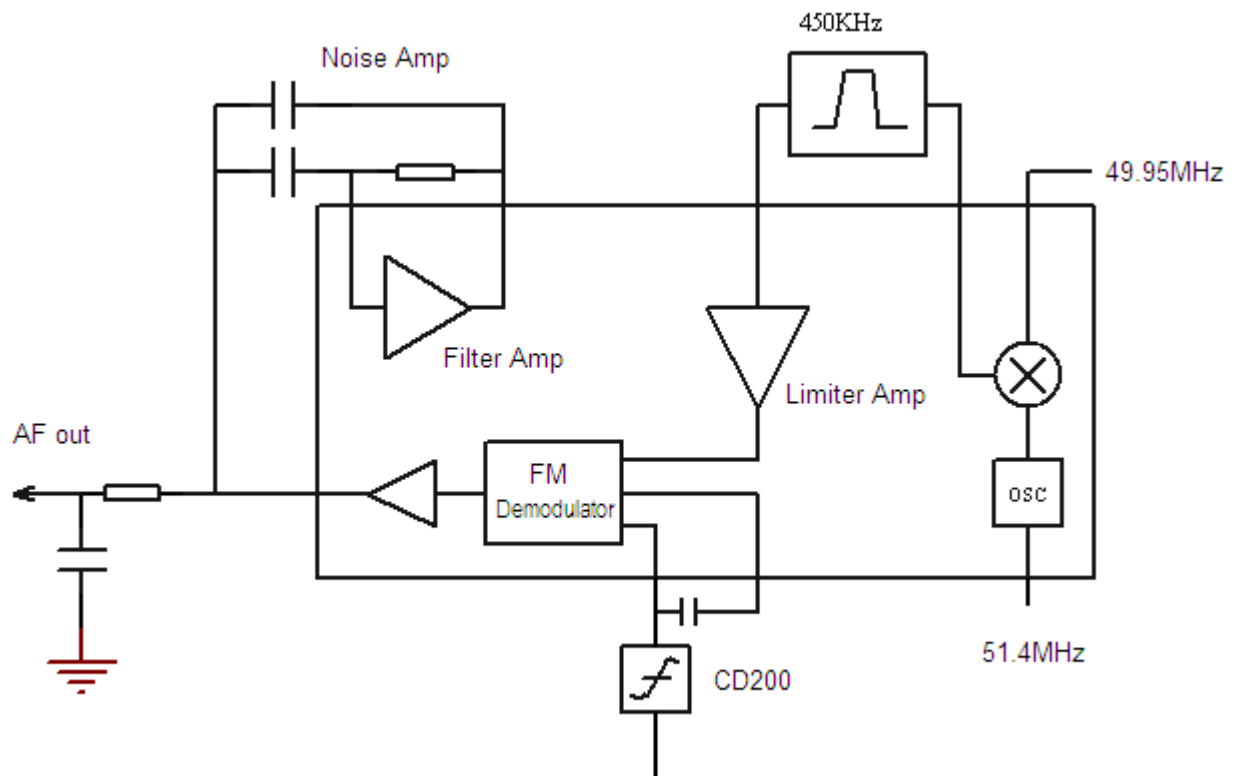 450KHz
Noise Amp
49.95MHz
Filter Amp
Limiter Amp
AF out
FM
Demodulator
osc
51.4MHz
CD200